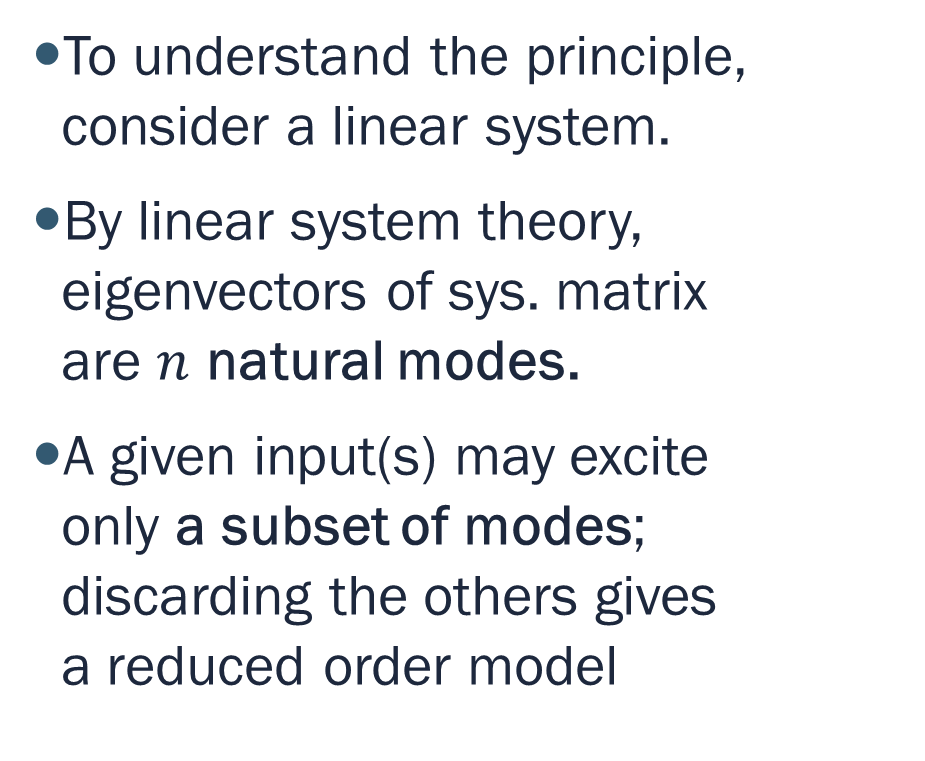 •To understand the principle,
consider a linear system.
•By linear system theory,
eigenvectors of sys. matrix
are 𝑛 natural modes.
•A given input(s) may excite
only a subset of modes;
discarding the others gives
a reduced order model